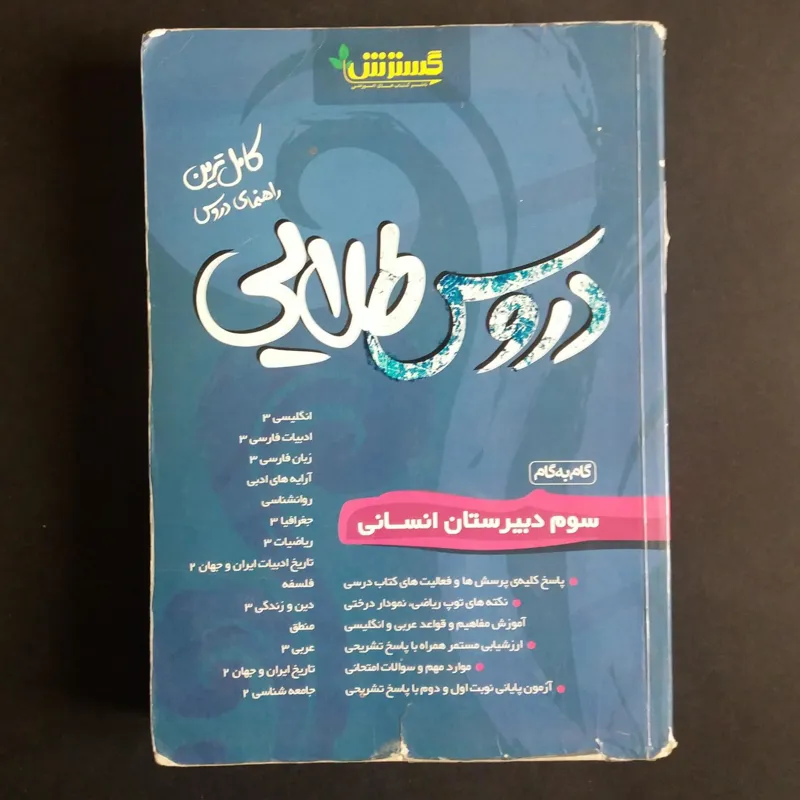 گسترش
ناشر کتاب های آموزشی
کامل ترین
راهنمای دروس
دروس طلایی
گام به گام
سوم دبیرستان انسانی
پاسخ کلیه‌ی پرسش ها و فعالیت های کتاب درسی
نکته های توپ ریاضی، نمودار درختی
آموزش مفاهیم و قواعد عربی و انگلیسی
ارزشیابی مستمر همراه با پاسخ تشریحی
موارد مهم و سوالات امتحانی
آزمون پایانی نوبت اول و دوم با پاسخ تشریحی
انگلیسی ۳
ادبیات فارسی ۳
زبان فارسی ۳
آرایه های ادبی
روانشناسی
جغرافیا ۳
ریاضیات ۳
تاریخ ادبیات ایران و جهان ۲
فلسفه
دین و زندگی ۳
منطق
عربی ۳
تاریخ ایران و جهان ۲
جامعه شناسی ۲